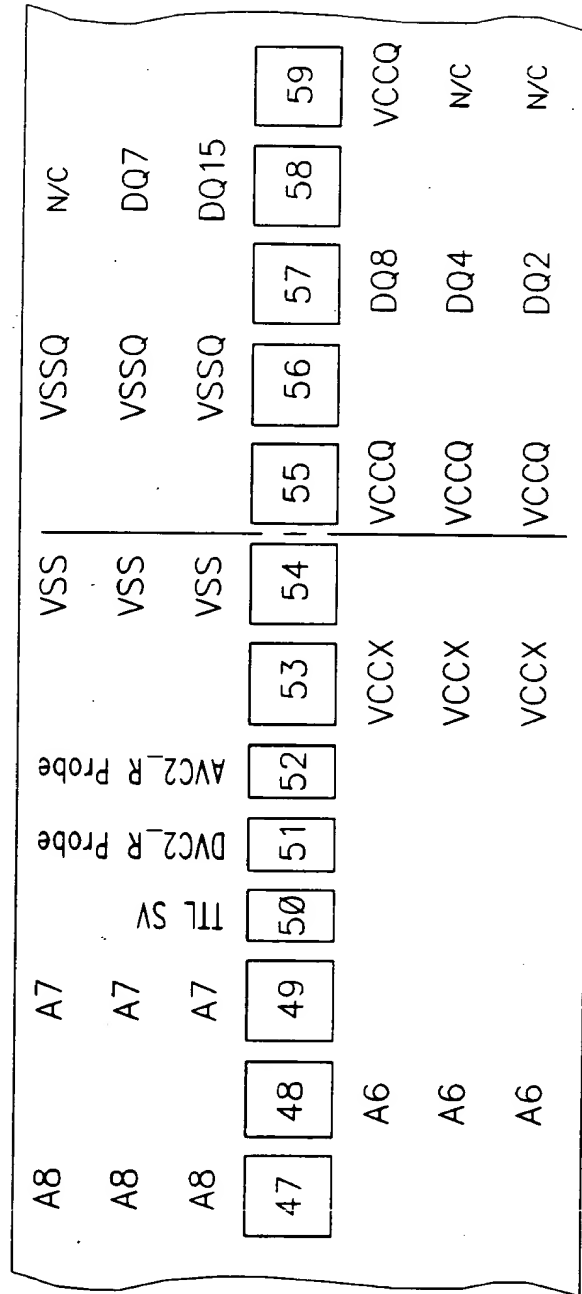 A8 A7 VSS VSSQ N/C
A8 A7 VSS VSSQ DQ7
A8 A7 VSS VSSQ DQ15
TTL SV
DVC2_R Probe
AVC2_R Probe
47 48 49 50 51 52 53 54 55 56 57 58 59
A6 VCCX VCCQ DQ8 VCCQ
A6 VCCX VCCQ DQ4 N/C
A6 VCCX VCCQ DQ2 N/C